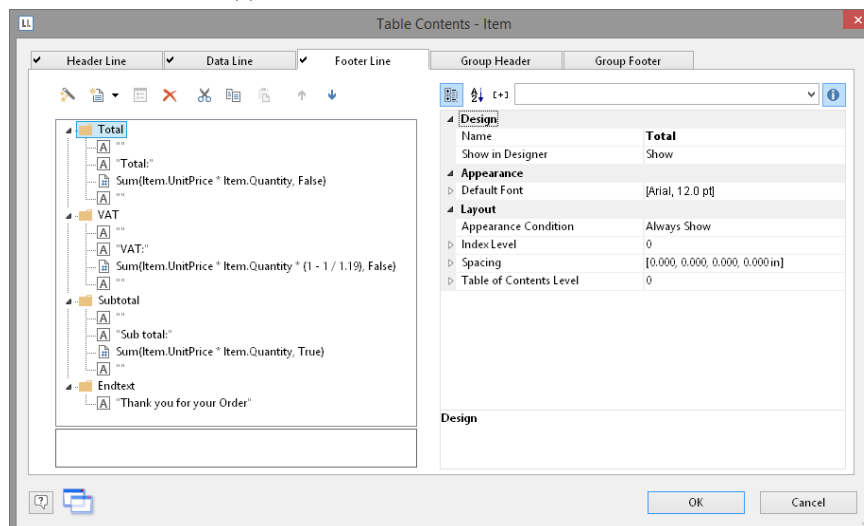 LL
Table Contents - Item
Header Line
Data Line
Footer Line
Group Header
Group Footer
Total
""
"Total:"
Sum(Item.UnitPrice * Item.Quantity, False)
""
VAT
""
"VAT:"
Sum(Item.UnitPrice * Item.Quantity * (1 - 1 / 1.19), False)
""
Subtotal
""
"Sub total:"
Sum(Item.UnitPrice * Item.Quantity, True)
""
Endtext
"Thank you for your Order"
Design
Name Total
Show in Designer Show
Appearance
Default Font [Arial, 12.0 pt]
Layout
Appearance Condition Always Show
Index Level 0
Spacing [0.000, 0.000, 0.000, 0.000 in]
Table of Contents Level 0
Design
OK
Cancel